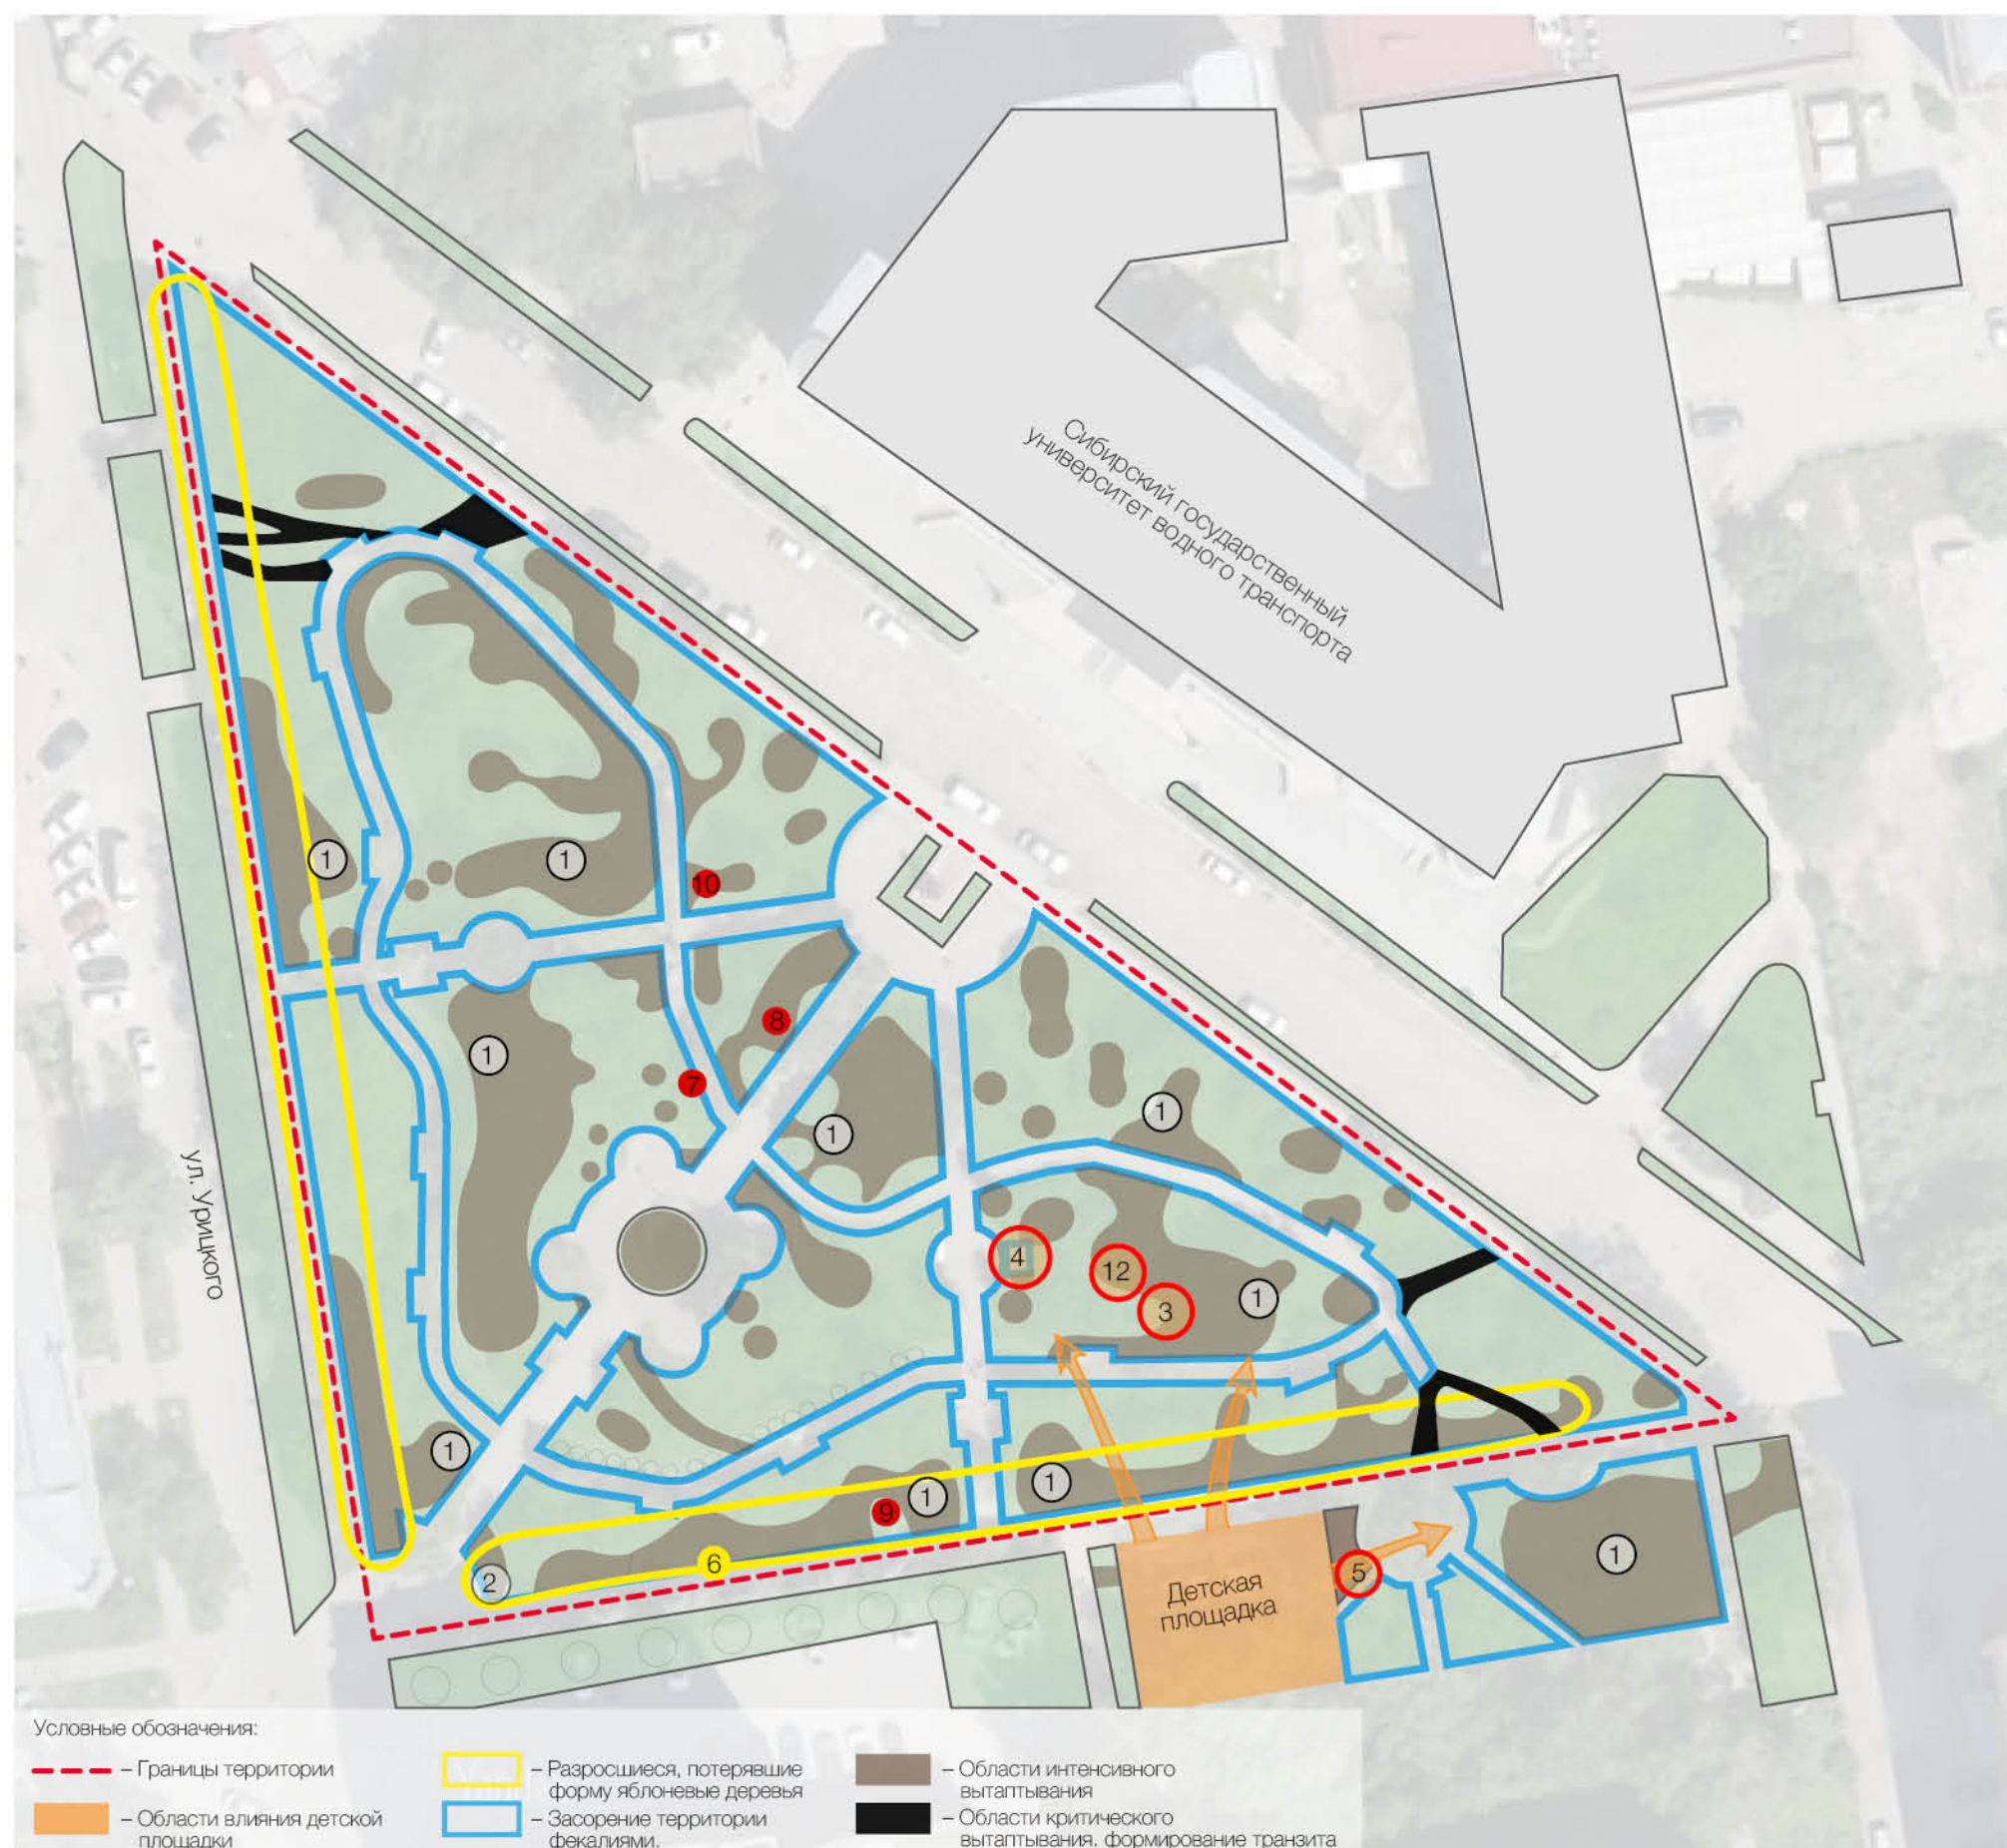 Сибирский государственный
университет водного транспорта
1
1
10
1
8
7
1
1
ул. Урицкого
4
12
3
1
1
1
1
9
6
2
5
1
Детская
площадка
Условные обозначения:
– Границы территории
– Области влияния детской
площадки
– Разросшиеся, потерявшие
форму яблоневые деревья
– Засорение территории
фекалиями.
– Области интенсивного
вытаптывания
– Области критического
вытаптывания. формирование транзита